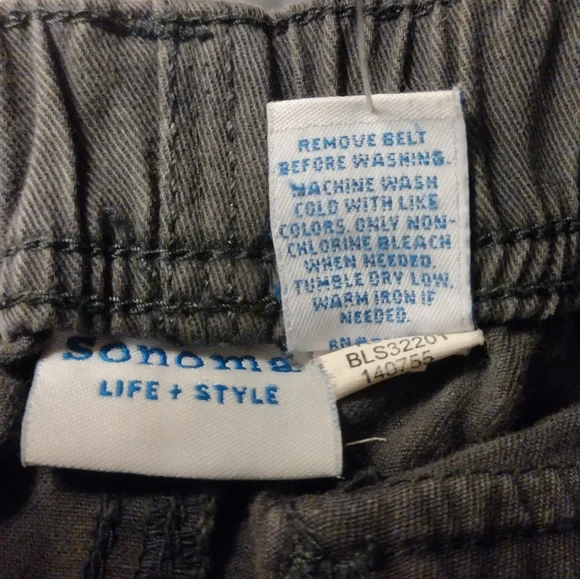 REMOVE BELT
BEFORE WASHING.
MACHINE WASH
COLD WITH LIKE
COLORS. ONLY NON-
CHLORINE BLEACH
WHEN NEEDED.
TUMBLE DRY LOW.
WARM IRON IF
NEEDED.
Sonoma
LIFE + STYLE
BLS32201
140755